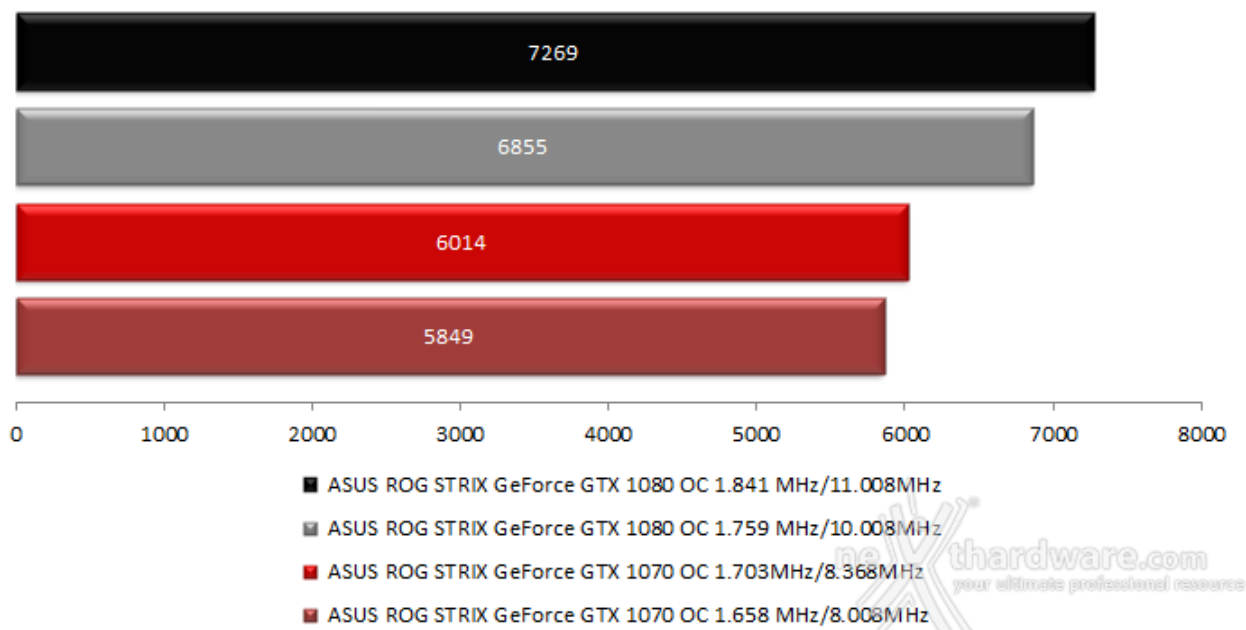 7269
6855
6014
5849
0 1000 2000 3000 4000 5000 6000 7000 8000
ASUS ROG STRIX GeForce GTX 1080 OC 1.841 MHz/11.008MHz
ASUS ROG STRIX GeForce GTX 1080 OC 1.759 MHz/10.008MHz
ASUS ROG STRIX GeForce GTX 1070 OC 1.703MHz/8.368MHz
ASUS ROG STRIX GeForce GTX 1070 OC 1.658 MHz/8.008MHz
neXthardware.com
your ultimate professional resource